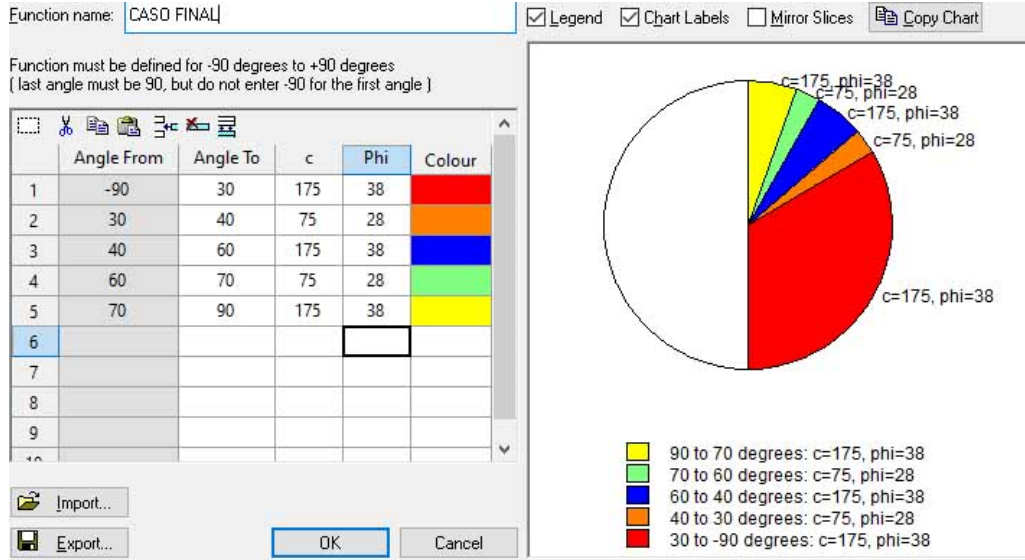 Function name: CASO FINAL
Function must be defined for -90 degrees to +90 degrees
( last angle must be 90, but do not enter -90 for the first angle )
Angle From Angle To c Phi Colour
1 -90 30 175 38
2 30 40 75 28
3 40 60 175 38
4 60 70 75 28
5 70 90 175 38
6
7
8
9
10
Import...
Export...
OK
Cancel
Legend Chart Labels Mirror Slices Copy Chart
c=175, phi=38
c=75, phi=28
c=175, phi=38
c=75, phi=28
c=175, phi=38
90 to 70 degrees: c=175, phi=38
70 to 60 degrees: c=75, phi=28
60 to 40 degrees: c=175, phi=38
40 to 30 degrees: c=75, phi=28
30 to -90 degrees: c=175, phi=38